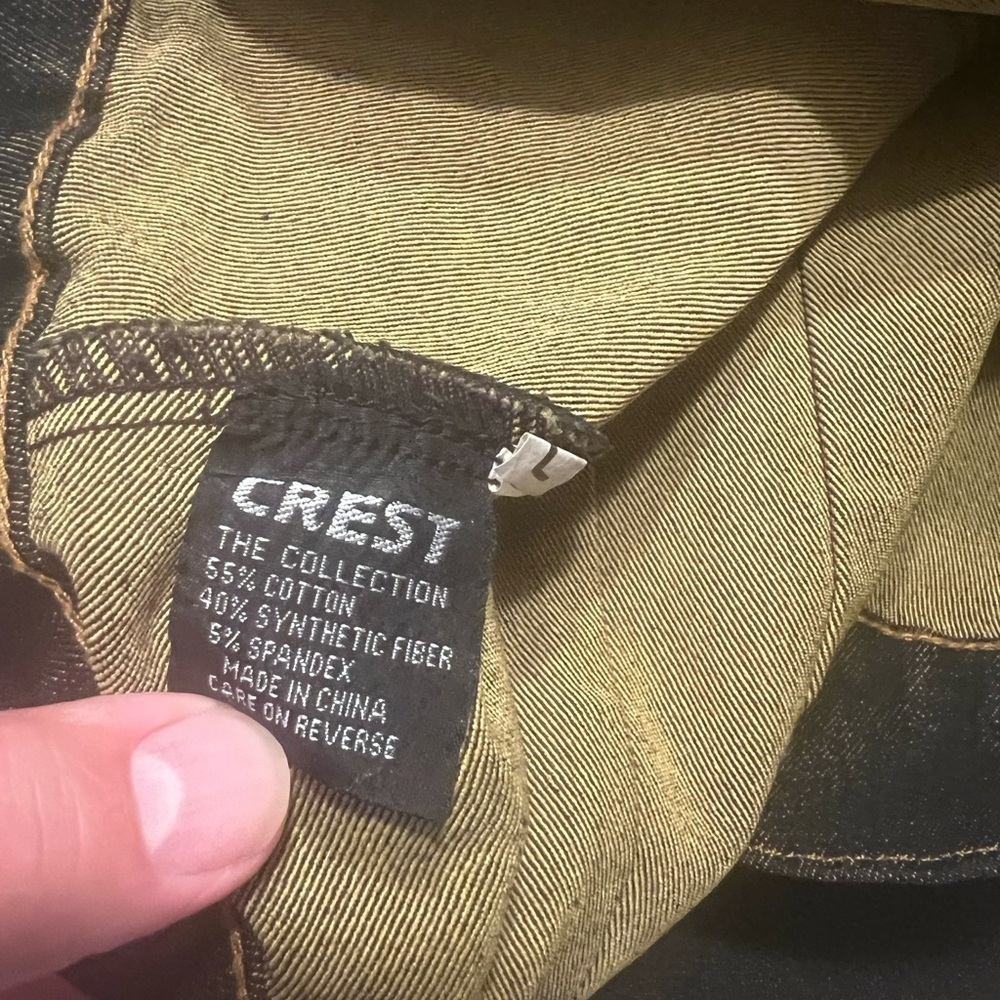 L
CREST
THE COLLECTION
55% COTTON
40% SYNTHETIC FIBER
5% SPANDEX
MADE IN CHINA
CARE ON REVERSE